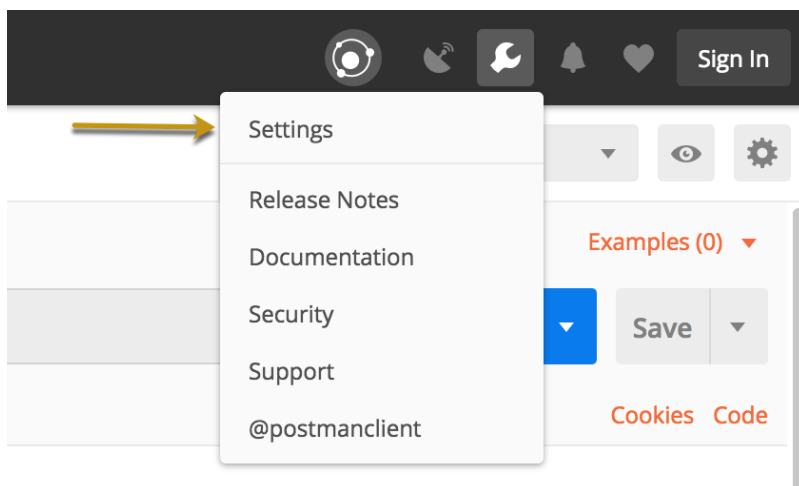 Sign In
Settings
Release Notes
Examples (0)
Documentation
Security
Save
Support
Cookies Code
@postmanclient